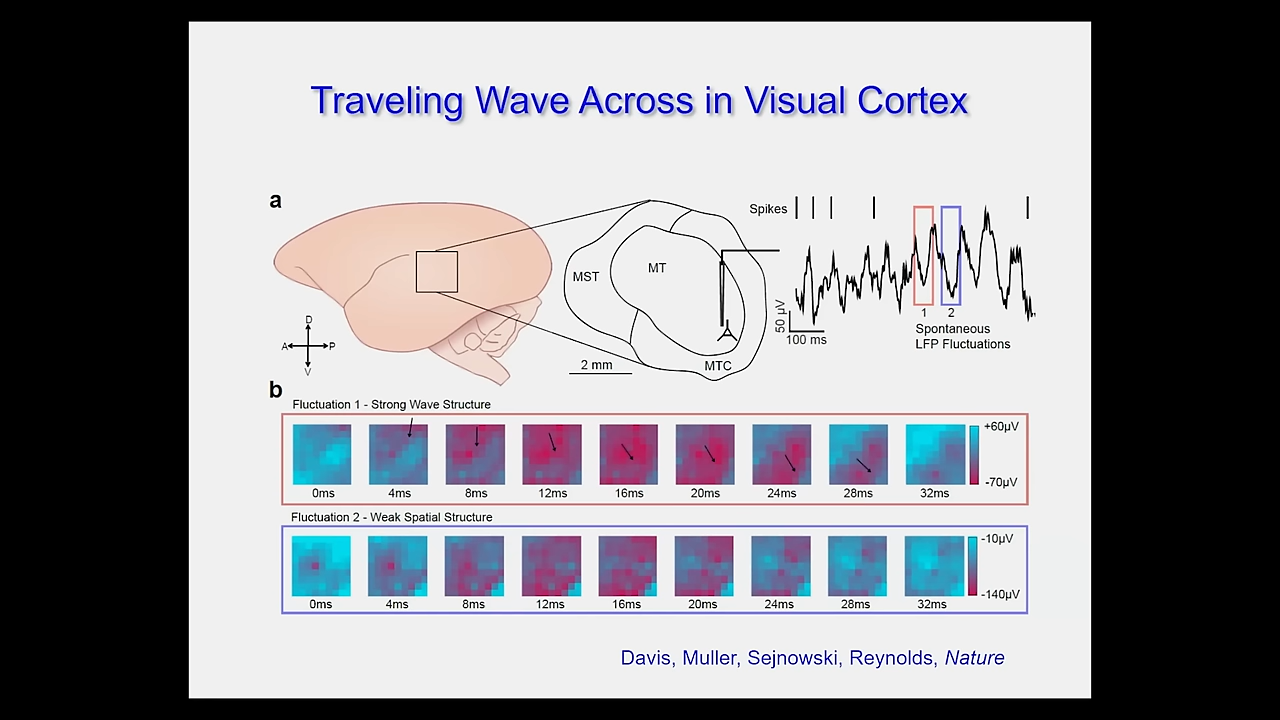 Traveling Wave Across in Visual Cortex
a
Spikes
MST
MT
MTC
2 mm
50 µV
100 ms
1 2
Spontaneous
LFP Fluctuations
D
A P
V
b
Fluctuation 1 - Strong Wave Structure
+60µV
-70µV
0ms 4ms 8ms 12ms 16ms 20ms 24ms 28ms 32ms
Fluctuation 2 - Weak Spatial Structure
-10µV
-140µV
0ms 4ms 8ms 12ms 16ms 20ms 24ms 28ms 32ms
Davis, Muller, Sejnowski, Reynolds, Nature